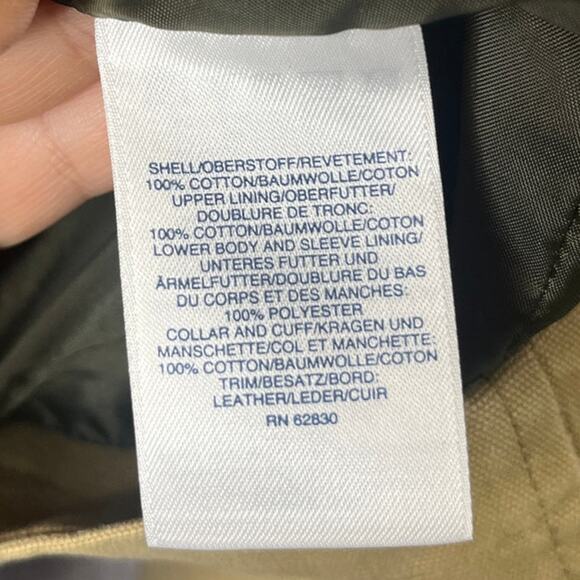 SHELL/OBERSTOFF/REVETEMENT:
100% COTTON/BAUMWOLLE/COTON
UPPER LINING/OBERFUTTER/
DOUBLURE DE TRONC:
100% COTTON/BAUMWOLLE/COTON
LOWER BODY AND SLEEVE LINING/
UNTERES FUTTER UND
ÄRMELFUTTER/DOUBLURE DU BAS
DU CORPS ET DES MANCHES:
100% POLYESTER
COLLAR AND CUFF/KRAGEN UND
MANSCHETTE/COL ET MANCHETTE:
100% COTTON/BAUMWOLLE/COTON
TRIM/BESATZ/BORD:
LEATHER/LEDER/CUIR
RN 62830